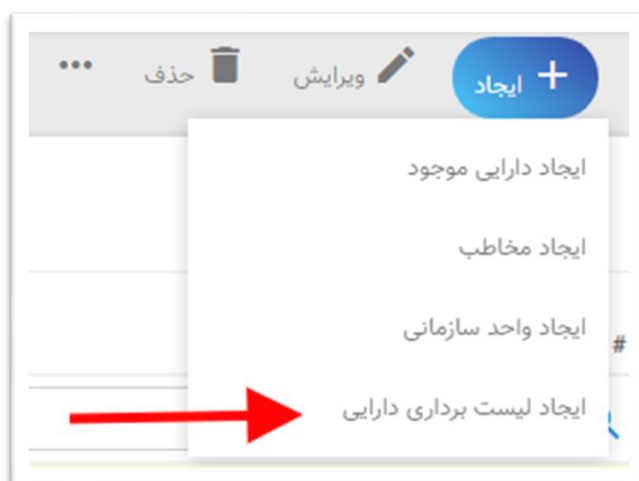 ایجاد ویرایش حذف ...
ایجاد دارایی موجود
ایجاد مخاطب
ایجاد واحد سازمانی
#
ایجاد لیست برداری دارایی